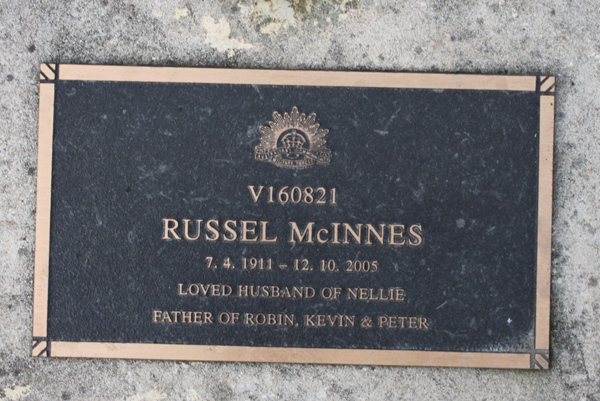 V160821
RUSSEL McINNES
7. 4. 1911 – 12. 10. 2005
LOVED HUSBAND OF NELLIE
FATHER OF ROBIN, KEVIN & PETER